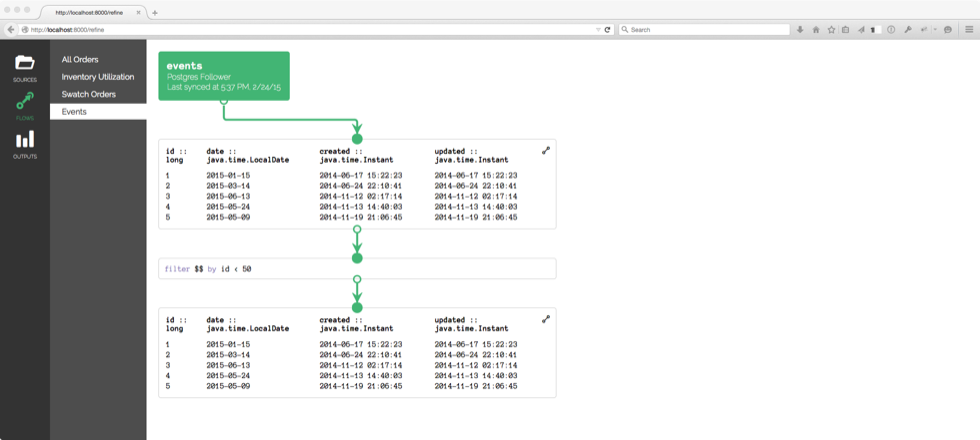 http://localhost:8000/refine
http://localhost:8000/refine
Search
SOURCES
FLOWS
OUTPUTS
All Orders
Inventory Utilization
Swatch Orders
Events
events
Postgres Follower
Last synced at 5:37 PM, 2/24/15
id :: date :: created :: updated ::
long java.time.LocalDate java.time.Instant java.time.Instant
1 2015-01-15 2014-06-17 15:22:23 2014-06-17 15:22:23
2 2015-03-14 2014-06-24 22:10:41 2014-06-24 22:10:41
3 2015-06-13 2014-11-12 02:17:14 2014-11-12 02:17:14
4 2015-05-24 2014-11-13 14:40:03 2014-11-13 14:40:03
5 2015-05-09 2014-11-19 21:06:45 2014-11-19 21:06:45
filter $$ by id < 50
id :: date :: created :: updated ::
long java.time.LocalDate java.time.Instant java.time.Instant
1 2015-01-15 2014-06-17 15:22:23 2014-06-17 15:22:23
2 2015-03-14 2014-06-24 22:10:41 2014-06-24 22:10:41
3 2015-06-13 2014-11-12 02:17:14 2014-11-12 02:17:14
4 2015-05-24 2014-11-13 14:40:03 2014-11-13 14:40:03
5 2015-05-09 2014-11-19 21:06:45 2014-11-19 21:06:45